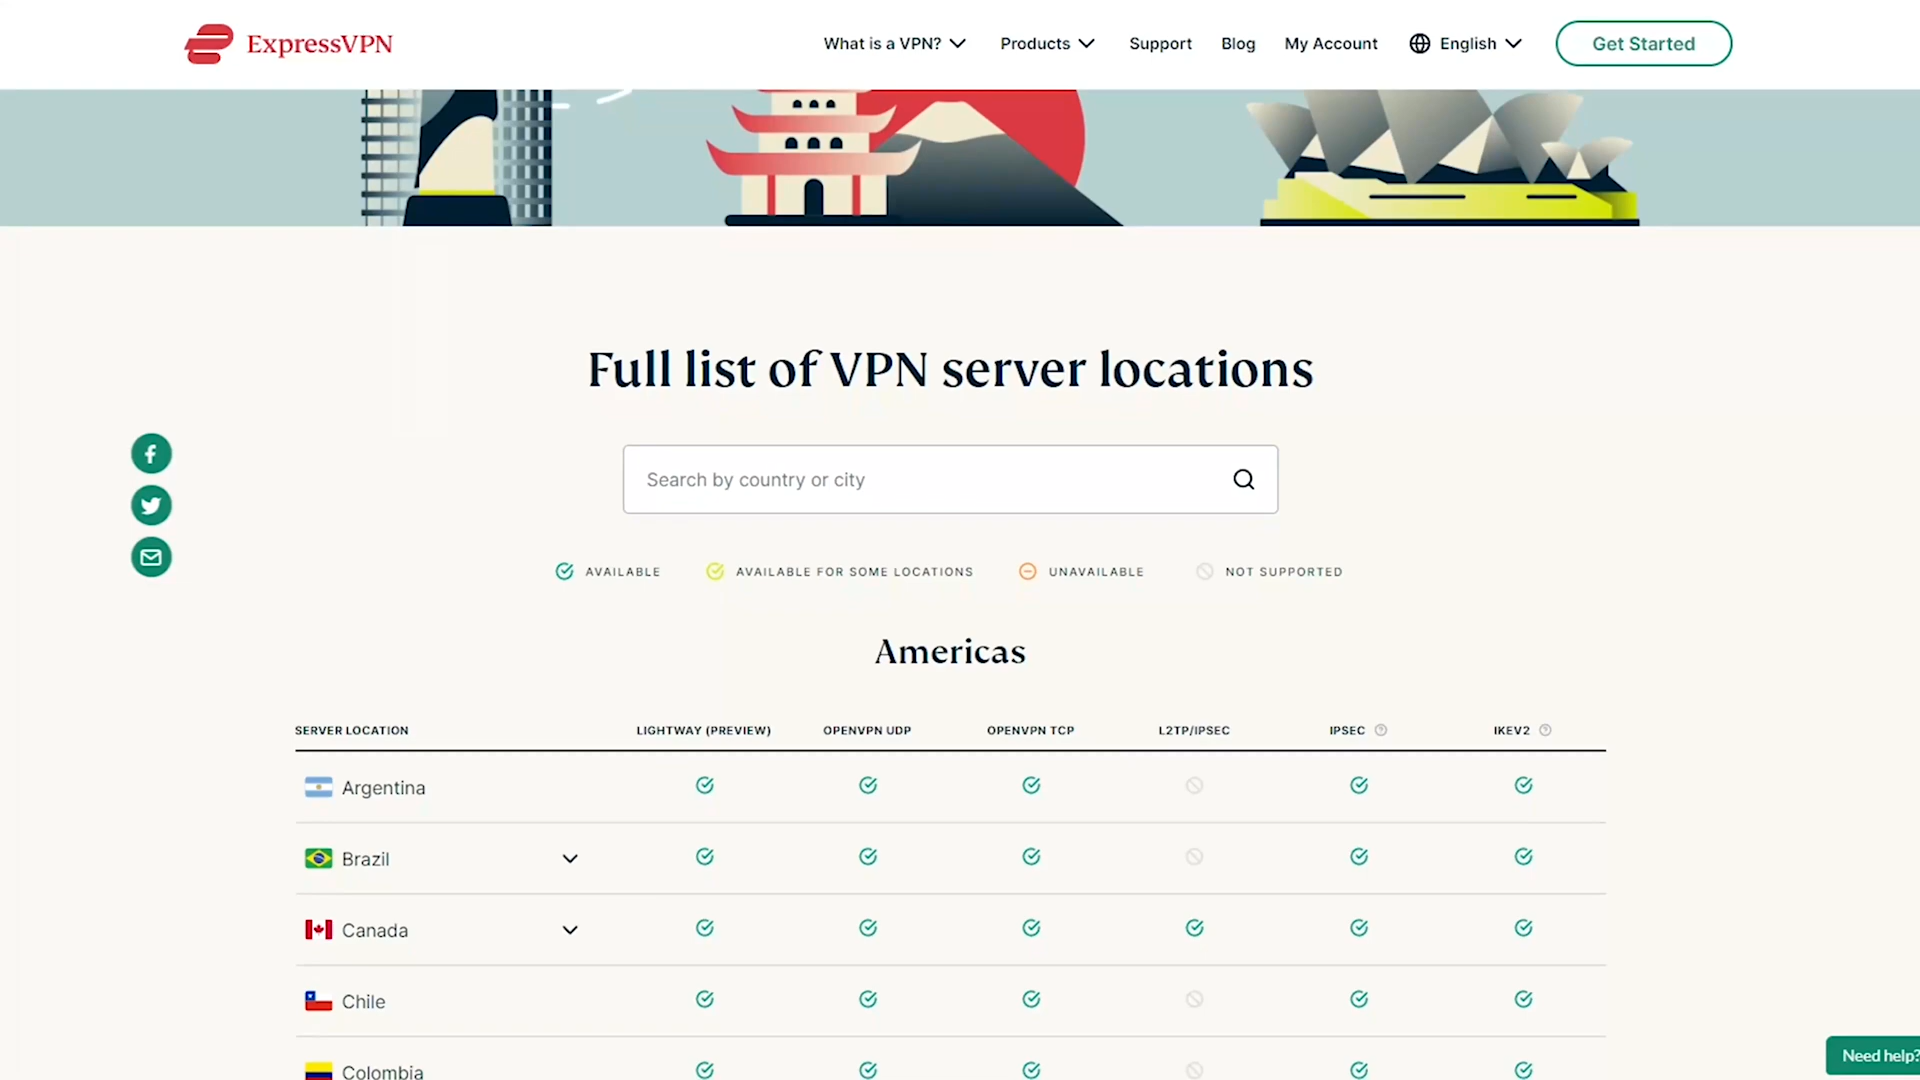 ExpressVPN
What is a VPN? Products Support Blog My Account English Get Started
Full list of VPN server locations
Search by country or city
AVAILABLE AVAILABLE FOR SOME LOCATIONS UNAVAILABLE NOT SUPPORTED
Americas
SERVER LOCATION LIGHTWAY (PREVIEW) OPENVPN UDP OPENVPN TCP L2TP/IPSEC IPSEC ? IKEV2 ?
Argentina
Brazil
Canada
Chile
Colombia
Need help?